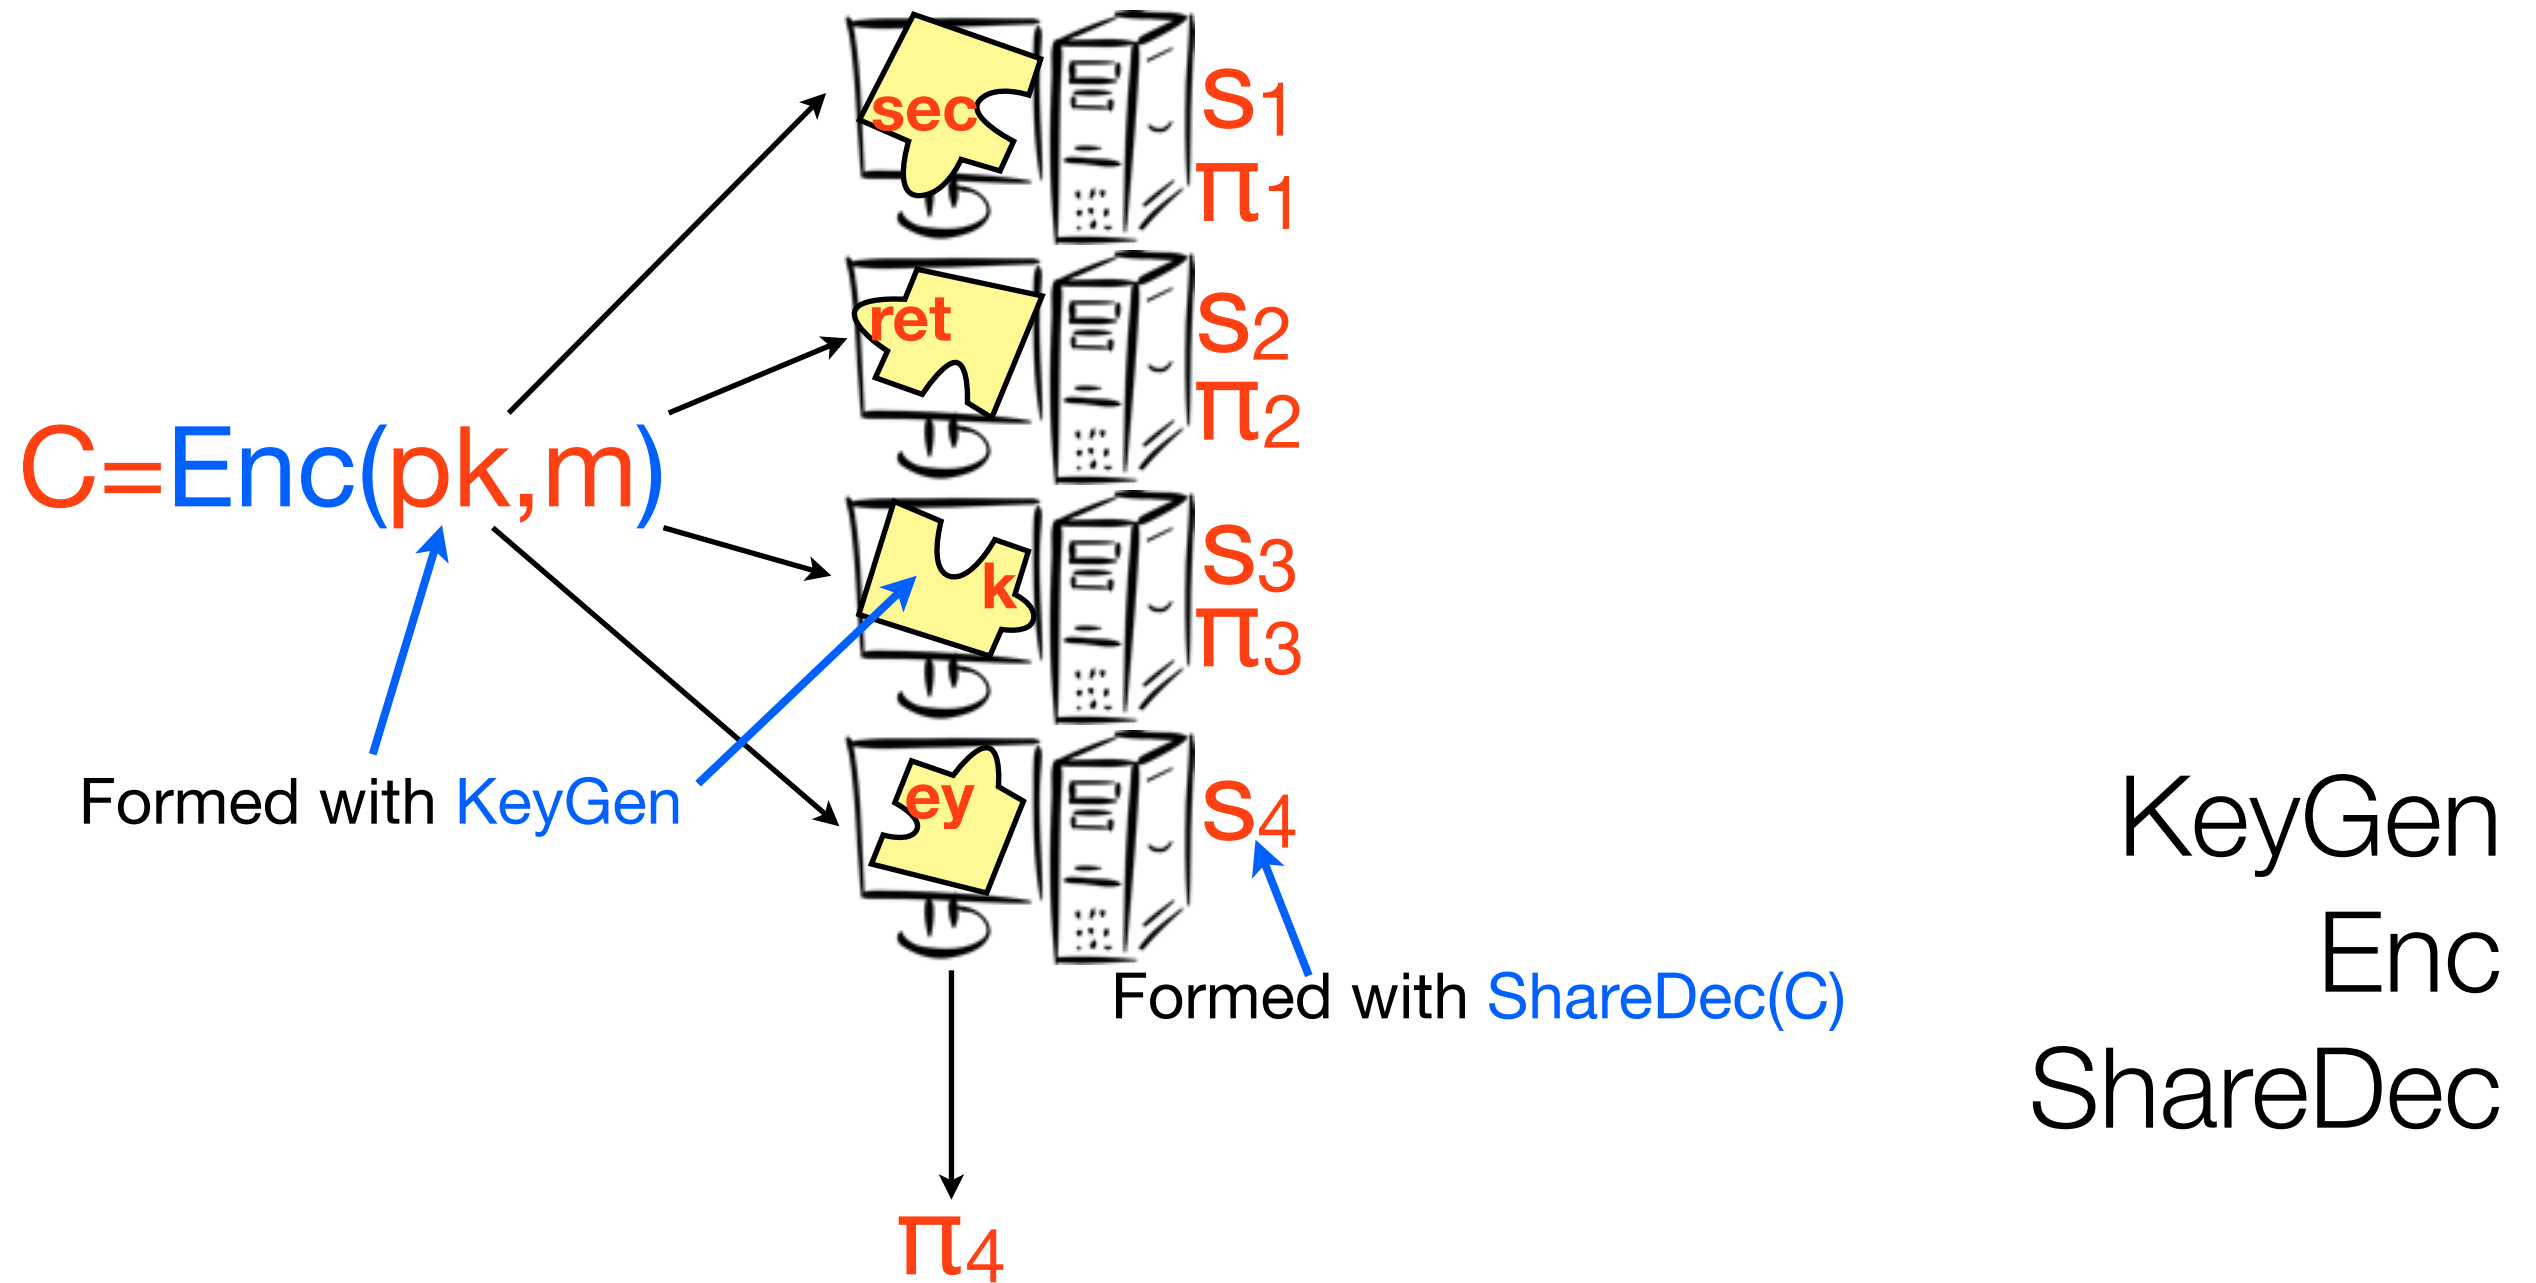 sec
s1
π1
ret
s2
π2
C=Enc(pk,m)
k
s3
π3
Formed with KeyGen
ey
s4
Formed with ShareDec(C)
π4
KeyGen
Enc
ShareDec